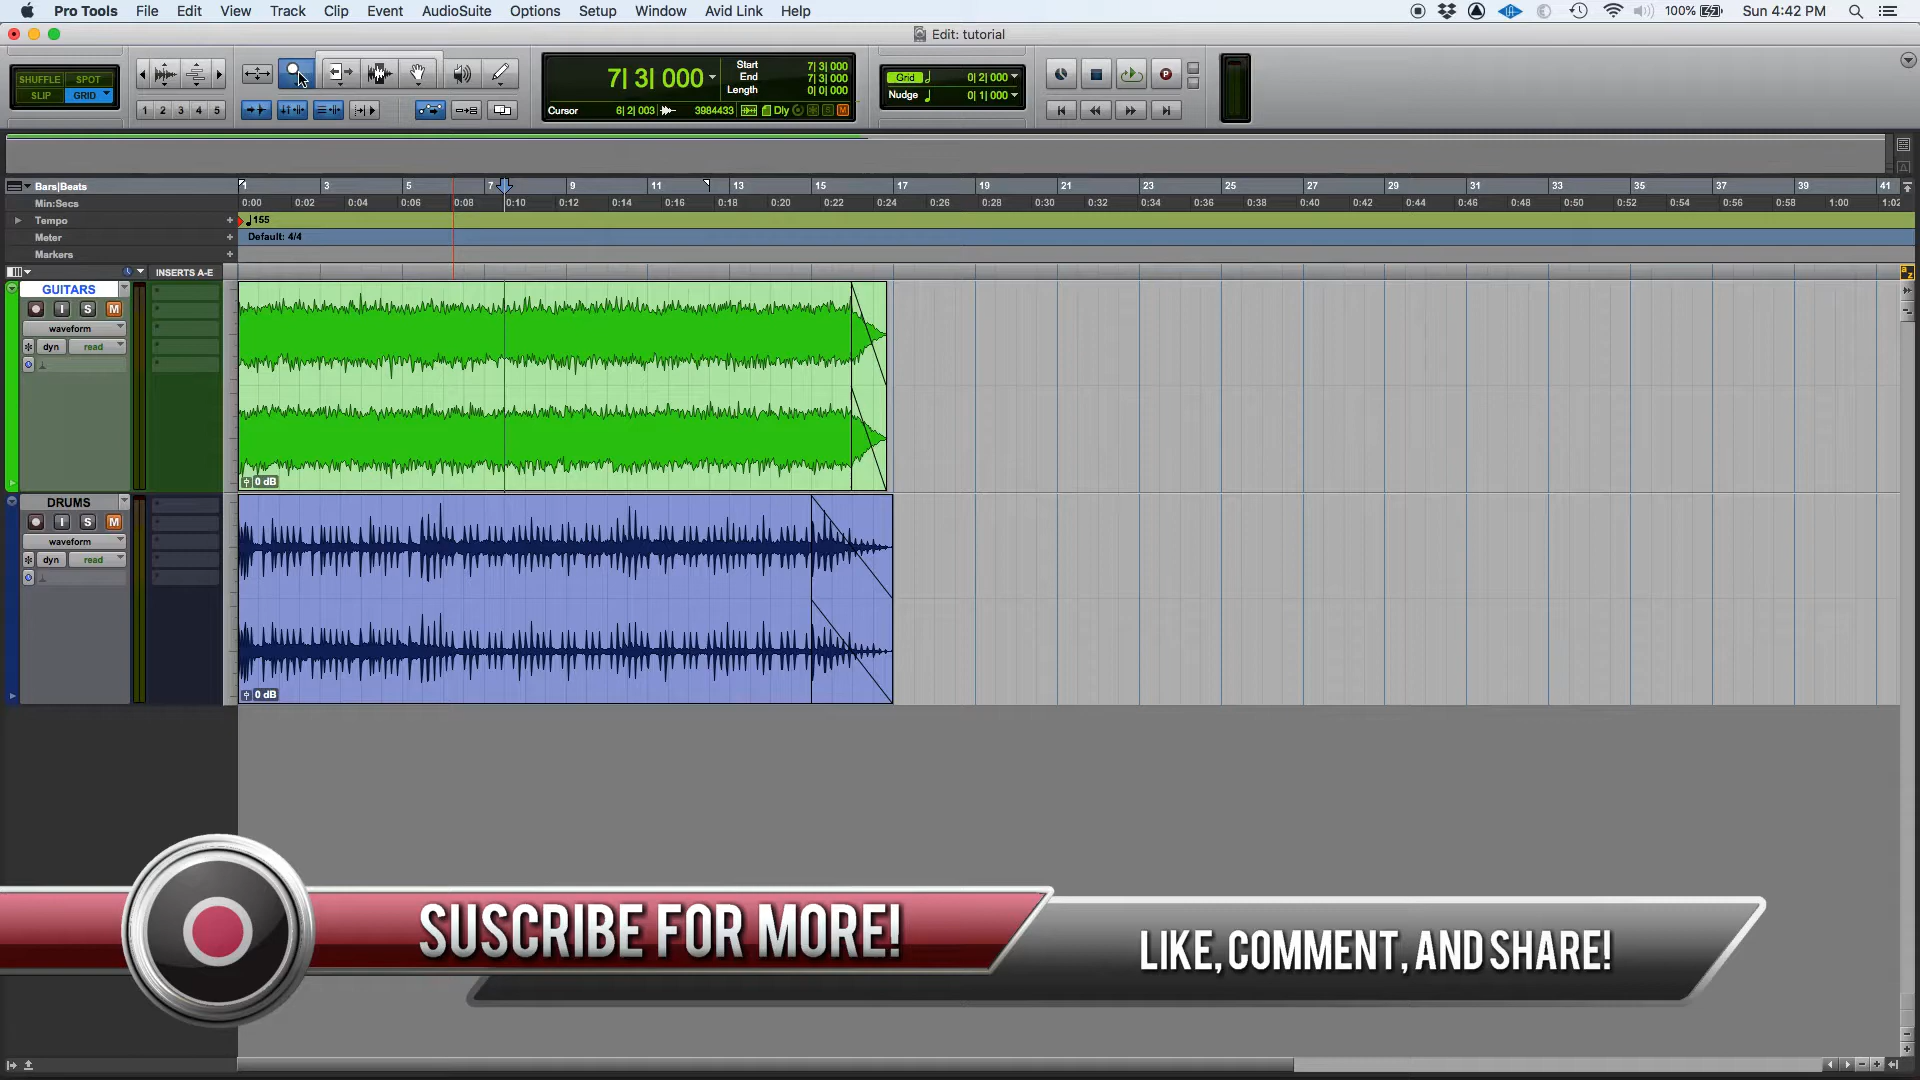 Pro Tools File Edit View Track Clip Event AudioSuite Options Setup Window Avid Link Help 100% Sun 4:42 PM
Edit: tutorial
SHUFFLE SPOT
SLIP GRID
1 2 3 4 5
7| 3| 000
Start 7| 3| 000
End 7| 3| 000
Length 0| 0| 000
Cursor 6| 2| 003 3984433 Dly S M
Grid 0| 2| 000
Nudge 0| 1| 000
P
Bars|Beats 1 3 5 7 9 11 13 15 17 19 21 23 25 27 29 31 33 35 37 39 41
Min:Secs 0:00 0:02 0:04 0:06 0:08 0:10 0:12 0:14 0:16 0:18 0:20 0:22 0:24 0:26 0:28 0:30 0:32 0:34 0:36 0:38 0:40 0:42 0:44 0:46 0:48 0:50 0:52 0:54 0:56 0:58 1:00 1:02
Tempo + 155
Meter + Default: 4/4
Markers +
INSERTS A-E
a z
GUITARS
I S M
waveform
dyn read
0 dB
DRUMS
I S M
waveform
dyn read
0 dB
SUSCRIBE FOR MORE!
LIKE, COMMENT, AND SHARE!